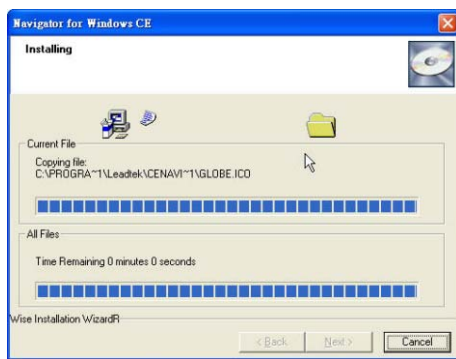 Navigator for Windows CE
Installing
Current File
Copying file:
C:\PROGRA~1\Leadtek\CENAVI~1\GLOBE.ICO
All Files
Time Remaining 0 minutes 0 seconds
Wise Installation WizardR
< Back
Next >
Cancel